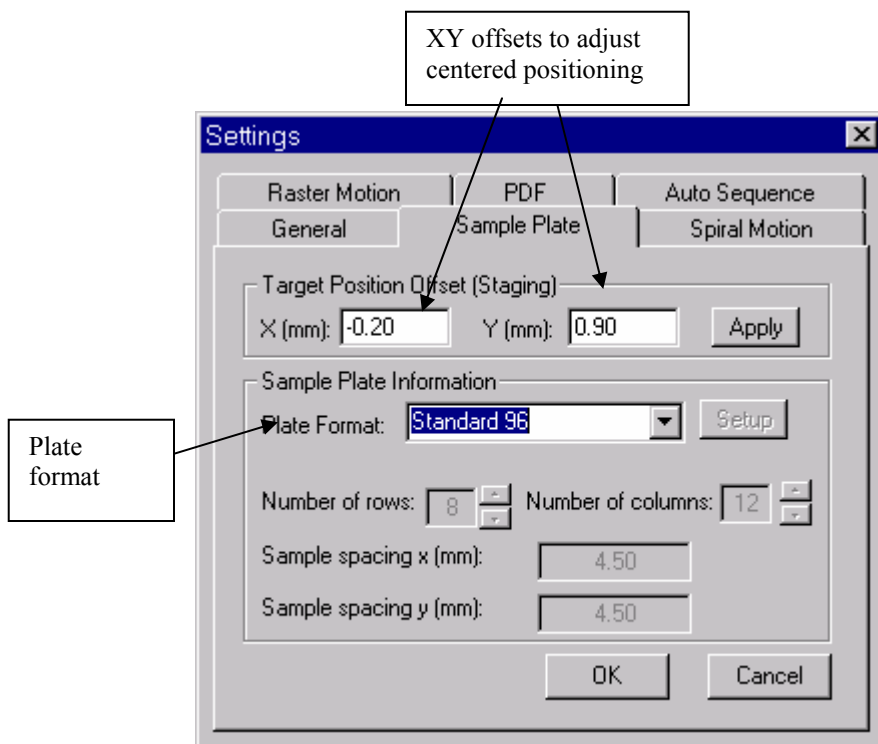 XY offsets to adjust
centered positioning
Settings
Raster Motion PDF Auto Sequence
General Sample Plate Spiral Motion
Target Position Offset (Staging)
X (mm): -0.20 Y (mm): 0.90 Apply
Sample Plate Information
Plate Format: Standard 96 Setup
Plate
format
Number of rows: 8 Number of columns: 12
Sample spacing x (mm): 4.50
Sample spacing y (mm): 4.50
OK Cancel